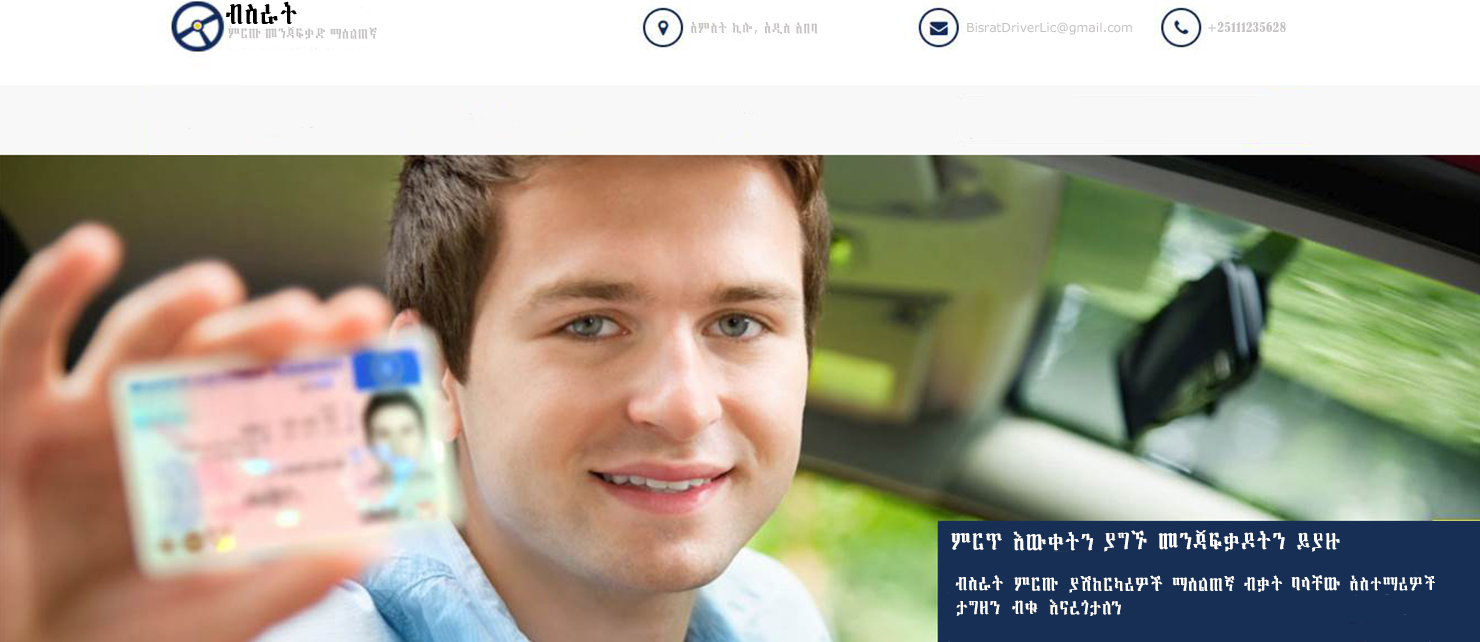 ብስራት
ምርጡ መንጃፍቃድ ማሰልጠኛ
አምስት ኪሎ, አዲስ አበባ
BisratDriverLic@gmail.com
+25111235628
ምርጥ እውቀትን ያግኙ መንጃፍቃዶትን ይያዙ
ብስራት ምርጡ ያሽከርካሪዎች ማሰልጠኛ ብቃት ባላቸው አስተማሪዎች
ታግዘን ብቁ እናረጎታለን